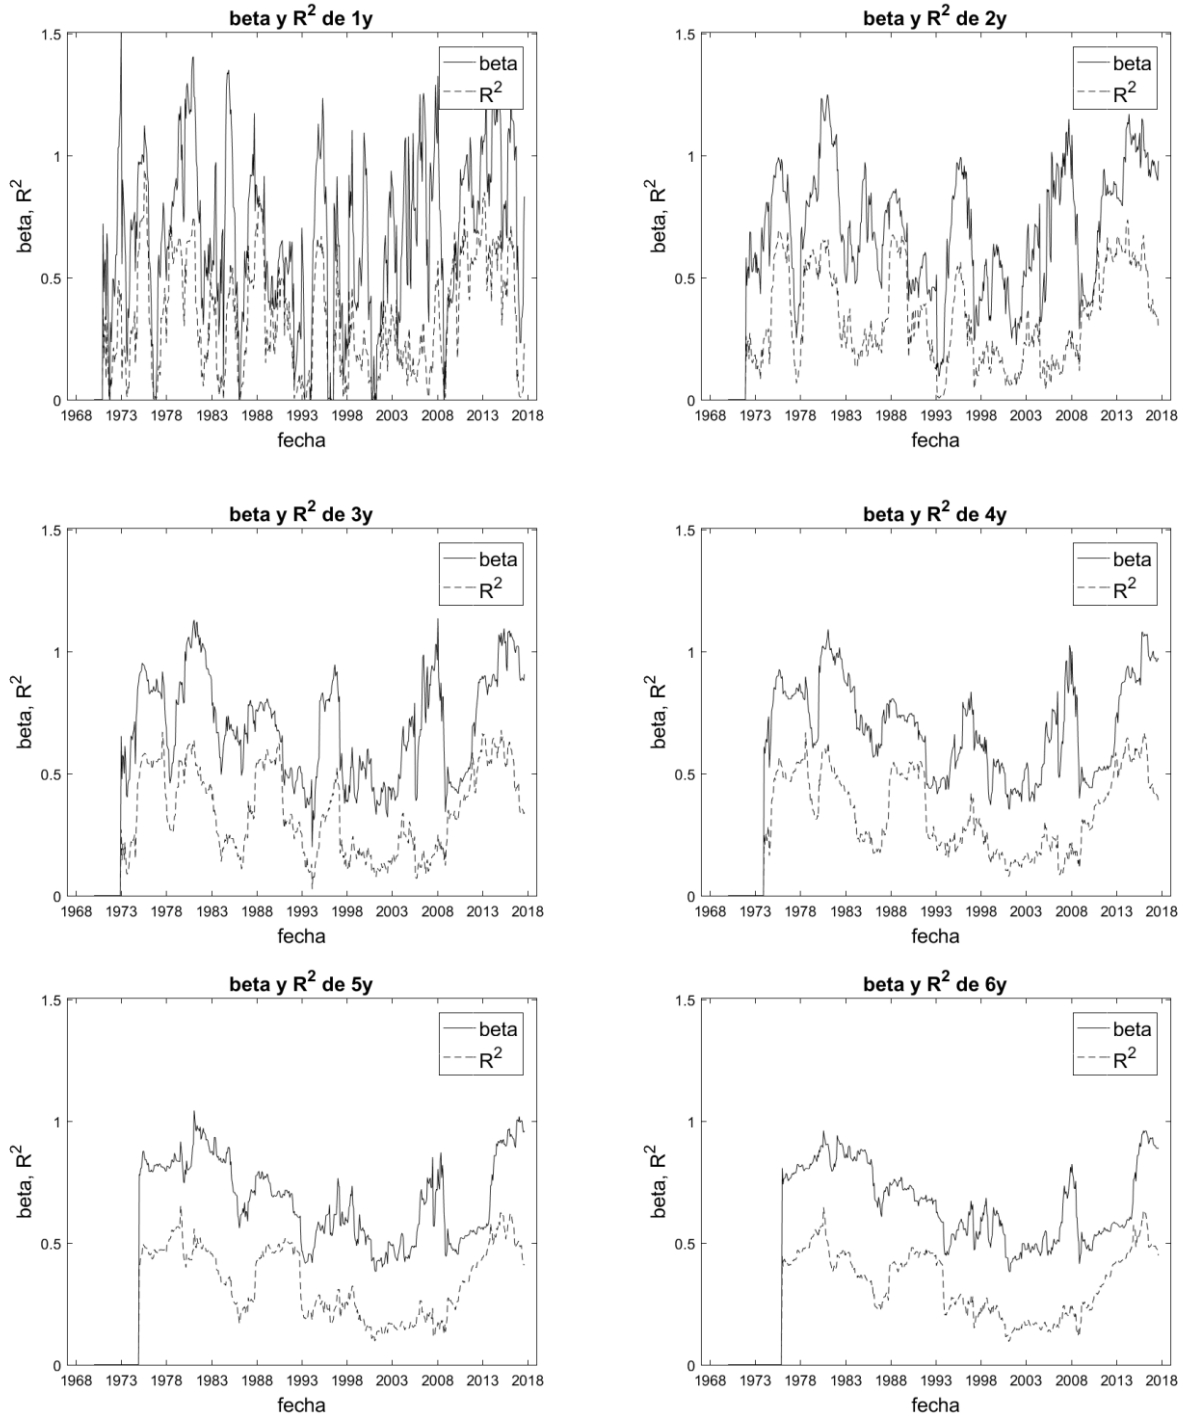 beta y R² de 1y
1.5
1
0.5
0
beta, R²
beta
R²
1968 1973 1978 1983 1988 1993 1998 2003 2008 2013 2018
fecha
beta y R² de 2y
1.5
1
0.5
0
beta, R²
beta
R²
1968 1973 1978 1983 1988 1993 1998 2003 2008 2013 2018
fecha
beta y R² de 3y
1.5
1
0.5
0
beta, R²
beta
R²
1968 1973 1978 1983 1988 1993 1998 2003 2008 2013 2018
fecha
beta y R² de 4y
1.5
1
0.5
0
beta, R²
beta
R²
1968 1973 1978 1983 1988 1993 1998 2003 2008 2013 2018
fecha
beta y R² de 5y
1.5
1
0.5
0
beta, R²
beta
R²
1968 1973 1978 1983 1988 1993 1998 2003 2008 2013 2018
fecha
beta y R² de 6y
1.5
1
0.5
0
beta, R²
beta
R²
1968 1973 1978 1983 1988 1993 1998 2003 2008 2013 2018
fecha